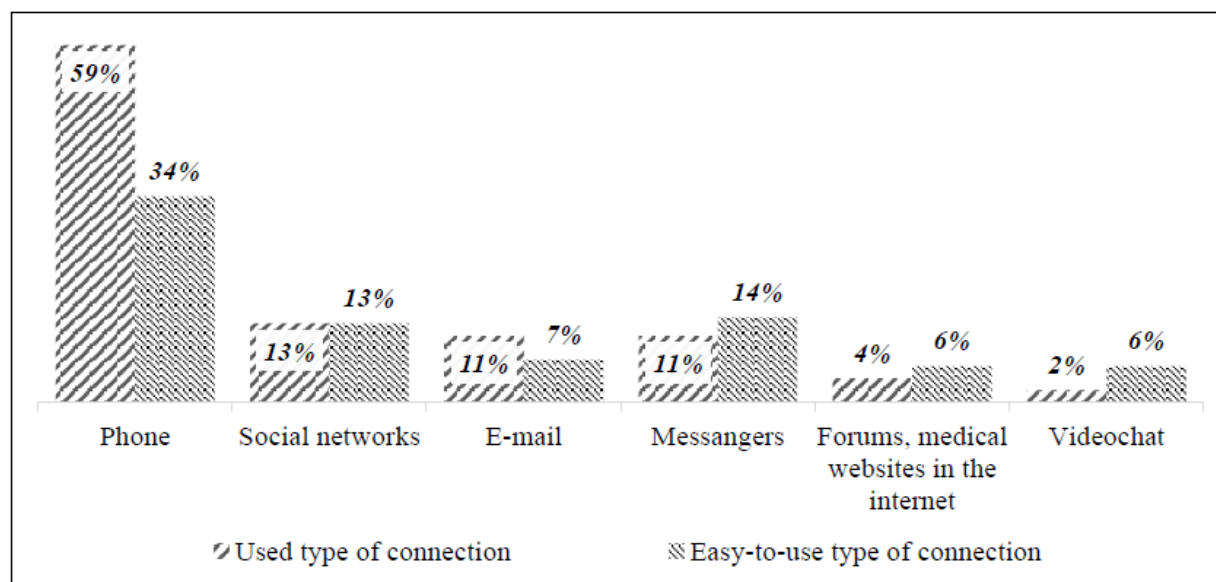 59%
34%
13%
13%
11%
7%
11%
14%
4%
6%
2%
6%
Phone
Social networks
E-mail
Messangers
Forums, medical
websites in the
internet
Videochat
Used type of connection
Easy-to-use type of connection